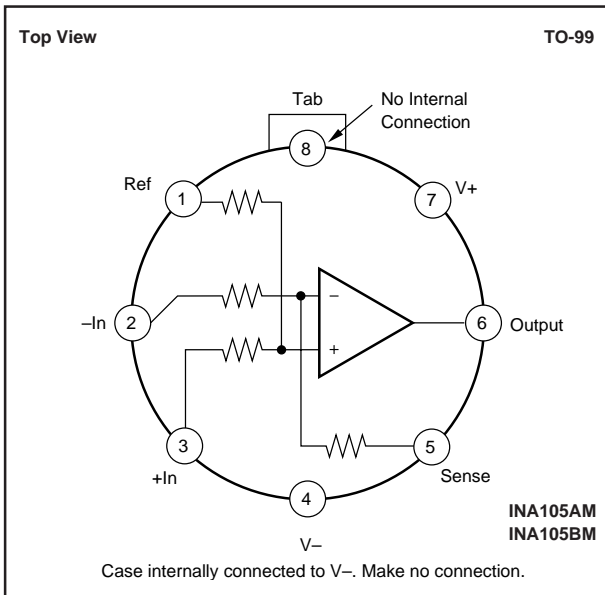 Top View
TO-99
Tab
No Internal
Connection
8
Ref
1
7
V+
–In
2
–
+
6
Output
3
+In
5
Sense
4
V–
INA105AM
INA105BM
Case internally connected to V–. Make no connection.